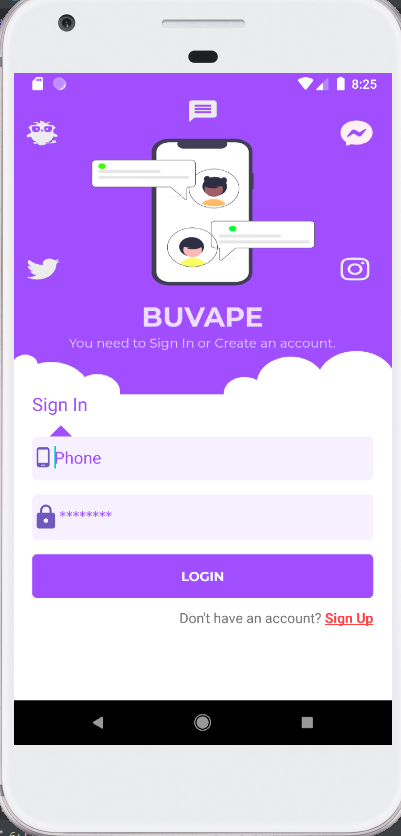 8:25
BUVAPE
You need to Sign In or Create an account.
Sign In
Phone
********
LOGIN
Don't have an account? Sign Up